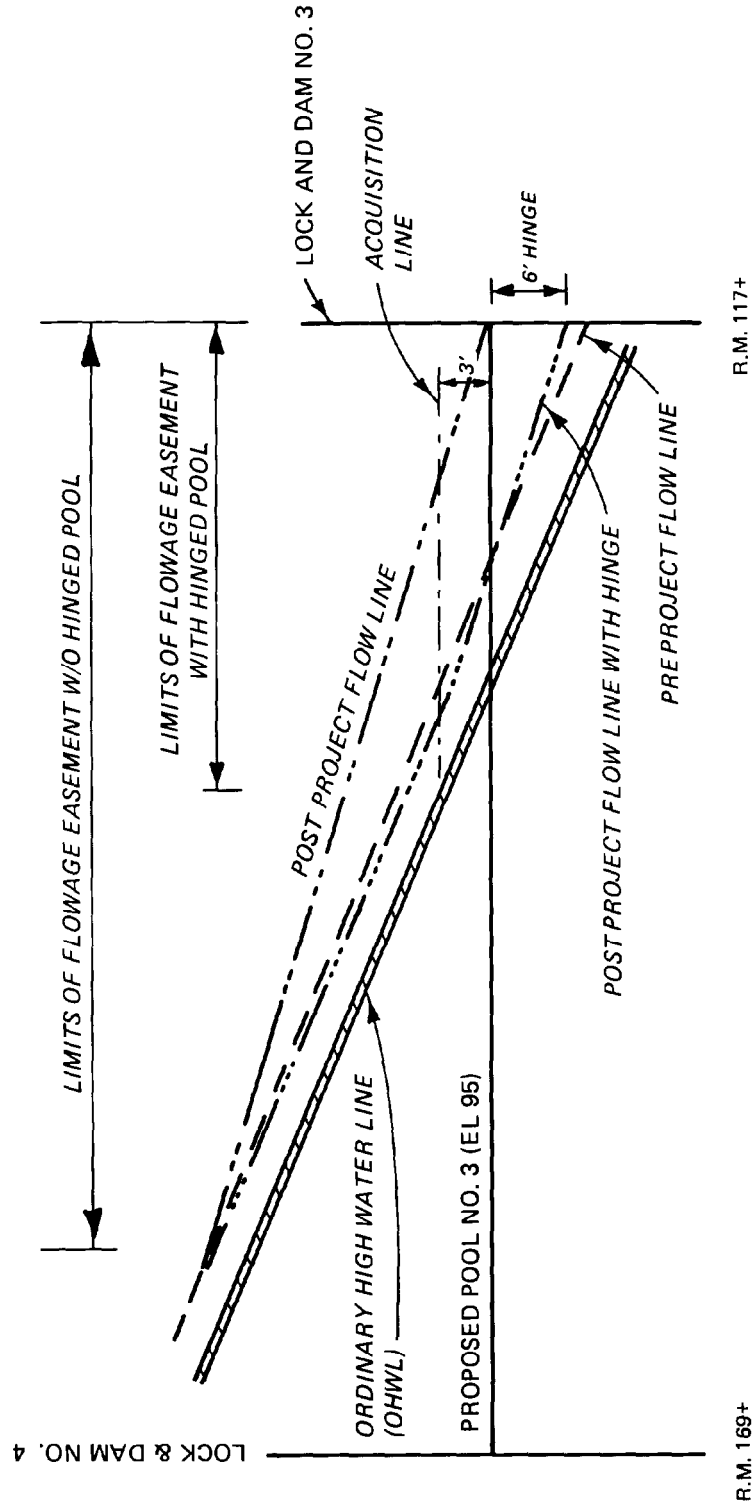 LIMITS OF FLOWAGE EASEMENT W/O HINGED POOL
LIMITS OF FLOWAGE EASEMENT
WITH HINGED POOL
LOCK AND DAM NO. 3
ACQUISITION
LINE
3'
6' HINGE
POST PROJECT FLOW LINE
ORDINARY HIGH WATER LINE
(OHWL)
PROPOSED POOL NO. 3 (EL 95)
POST PROJECT FLOW LINE WITH HINGE
PREPROJECT FLOW LINE
LOCK & DAM NO. 4
R.M. 169+
R.M. 117+